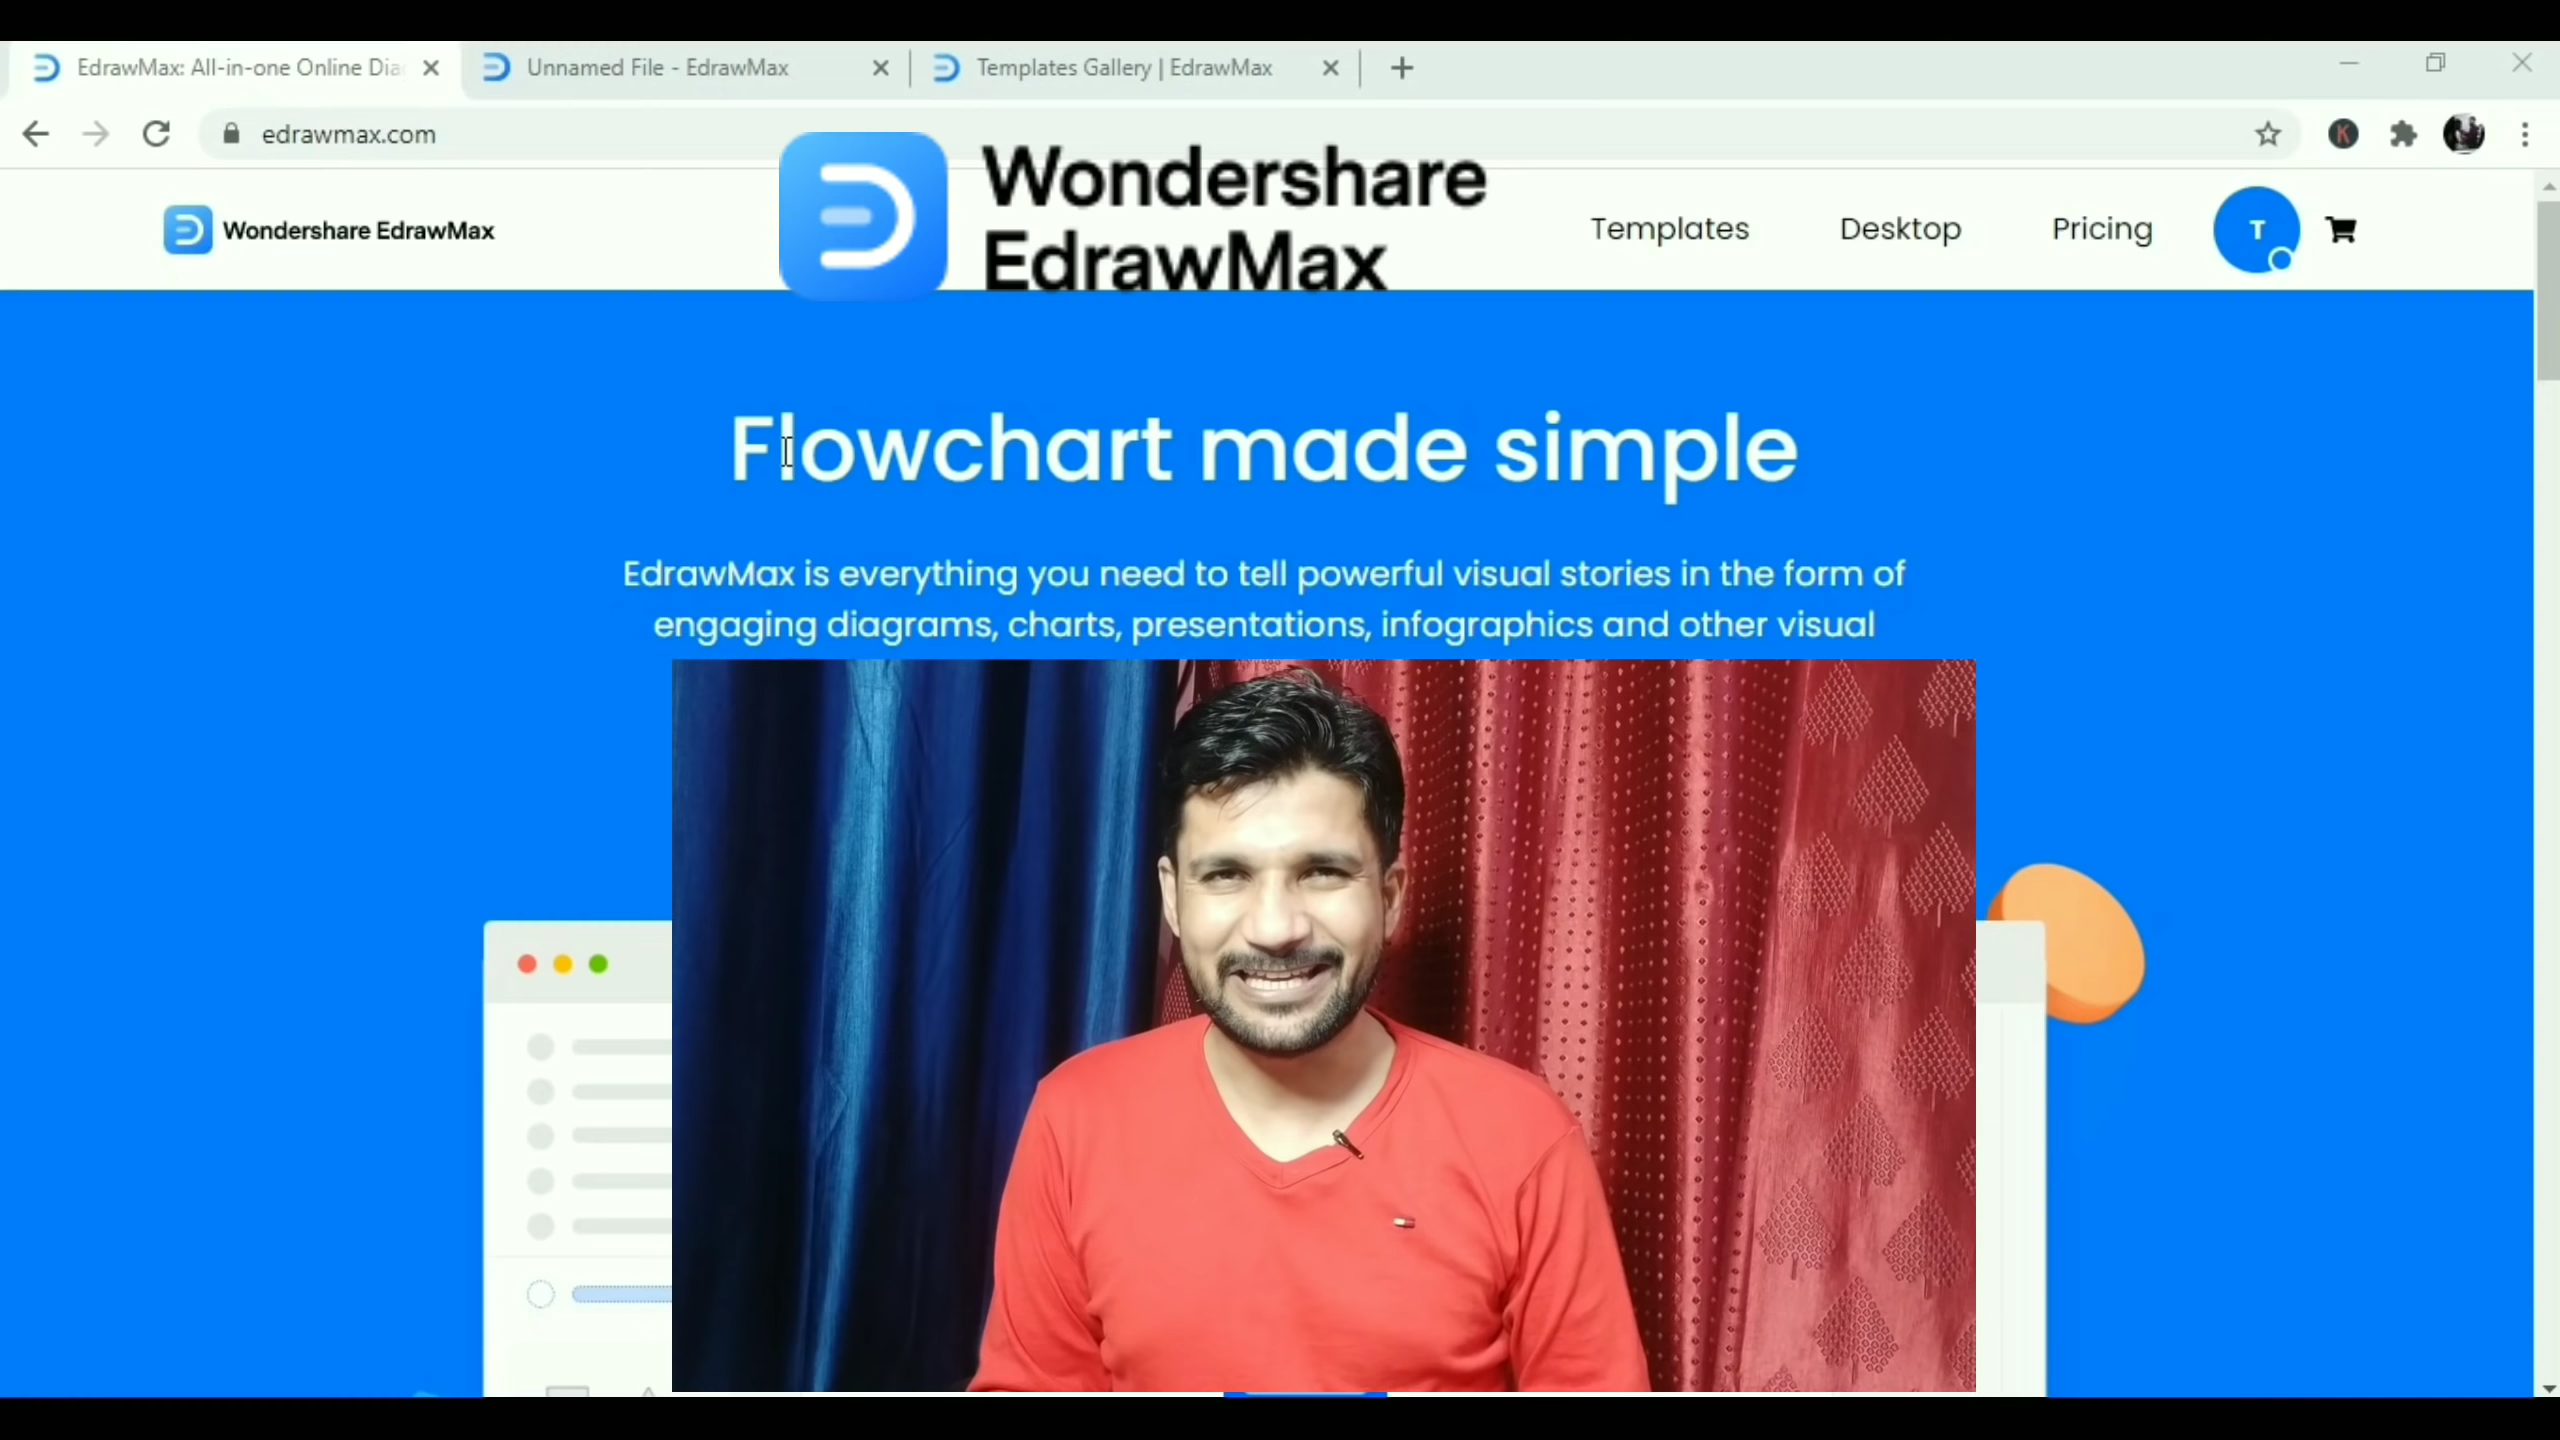 EdrawMax: All-in-one Online Dia
Unnamed File - EdrawMax
Templates Gallery | EdrawMax
edrawmax.com
K
Wondershare
EdrawMax
Wondershare EdrawMax
Templates
Desktop
Pricing
T
Flowchart made simple
EdrawMax is everything you need to tell powerful visual stories in the form of
engaging diagrams, charts, presentations, infographics and other visual